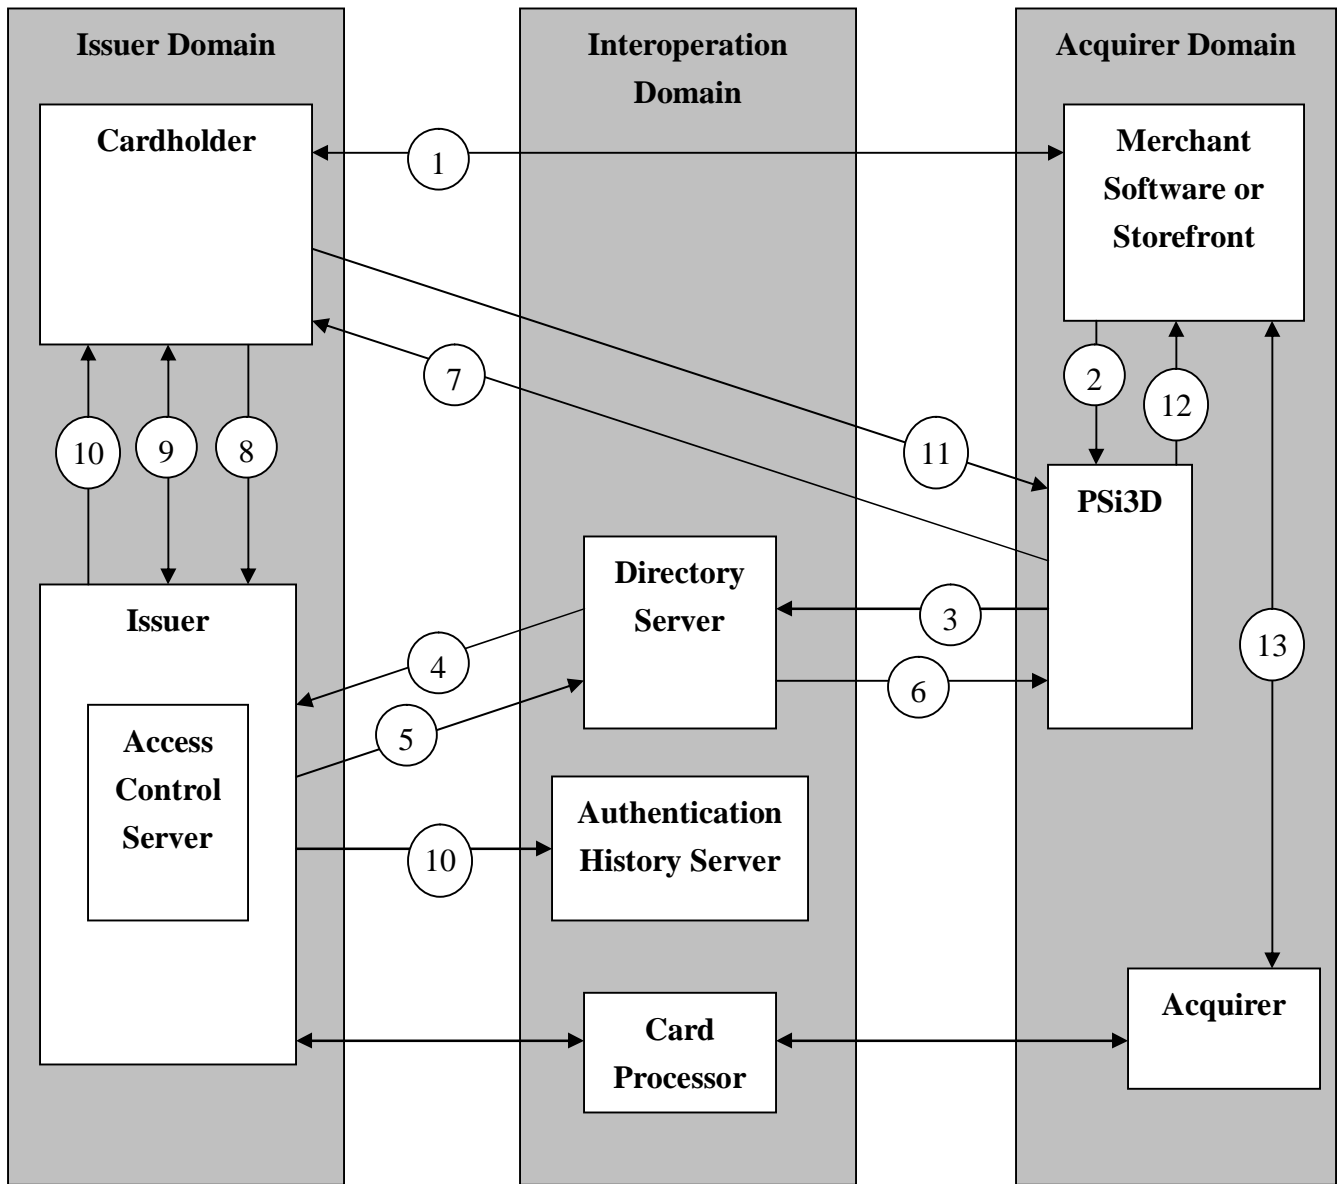 Issuer Domain
Interoperation
Domain
Acquirer Domain
Cardholder
1
Merchant
Software or
Storefront
7
2
12
10
9
8
11
PSi3D
Directory
Server
3
Issuer
4
13
6
5
Access
Control
Server
Authentication
History Server
10
Card
Processor
Acquirer